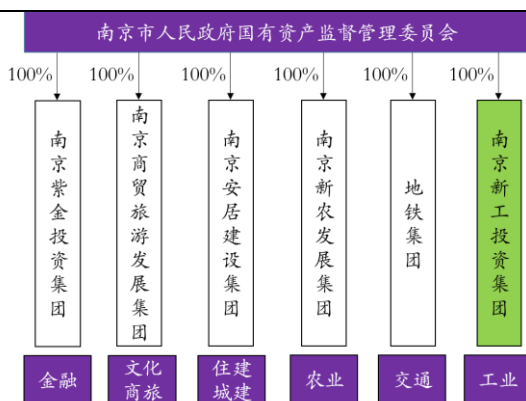 南京市人民政府国有资产监督管理委员会
100% 100% 100% 100% 100% 100%
南京紫金投资集团
南京商贸旅游发展集团
南京安居建设集团
南京新农发展集团
地铁集团
南京新工投资集团
金融
文化
商旅
住建
城建
农业
交通
工业